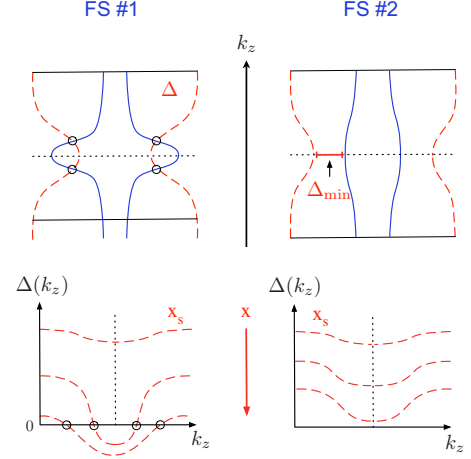 FS #1
FS #2
k_z
Δ
Δ_min
Δ(k_z)
x_s
x
Δ(k_z)
x_s
0
k_z
k_z